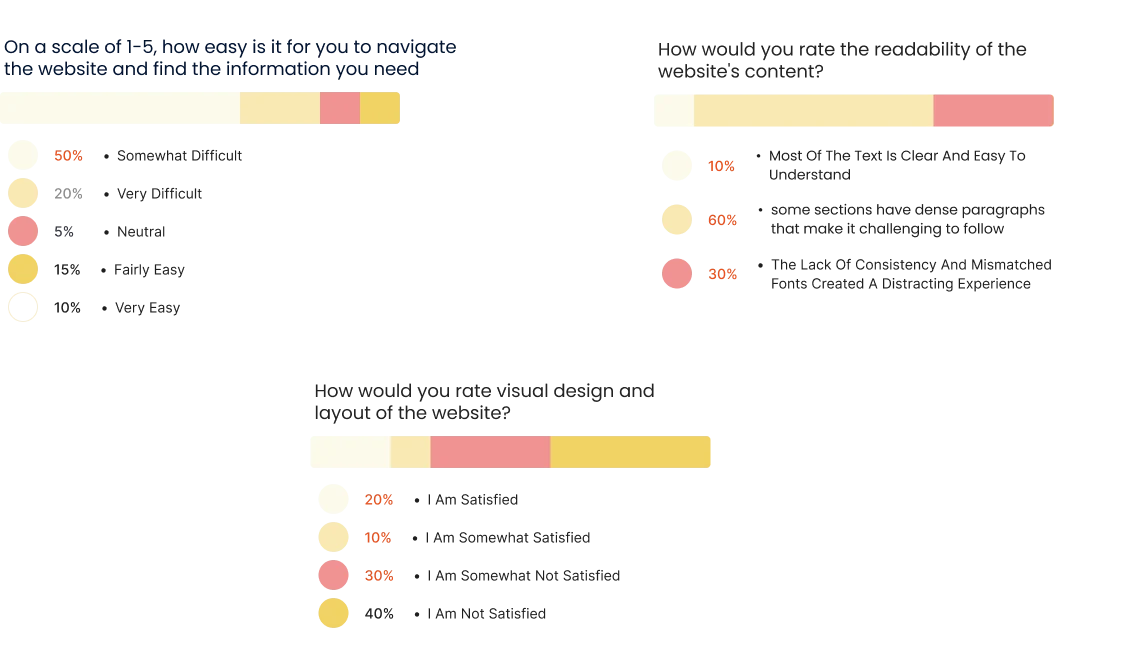 On a scale of 1-5, how easy is it for you to navigate
the website and find the information you need
50% • Somewhat Difficult
20% • Very Difficult
5% • Neutral
15% • Fairly Easy
10% • Very Easy
How would you rate the readability of the
website's content?
10% • Most Of The Text Is Clear And Easy To
Understand
60% • some sections have dense paragraphs
that make it challenging to follow
30% • The Lack Of Consistency And Mismatched
Fonts Created A Distracting Experience
How would you rate visual design and
layout of the website?
20% • I Am Satisfied
10% • I Am Somewhat Satisfied
30% • I Am Somewhat Not Satisfied
40% • I Am Not Satisfied